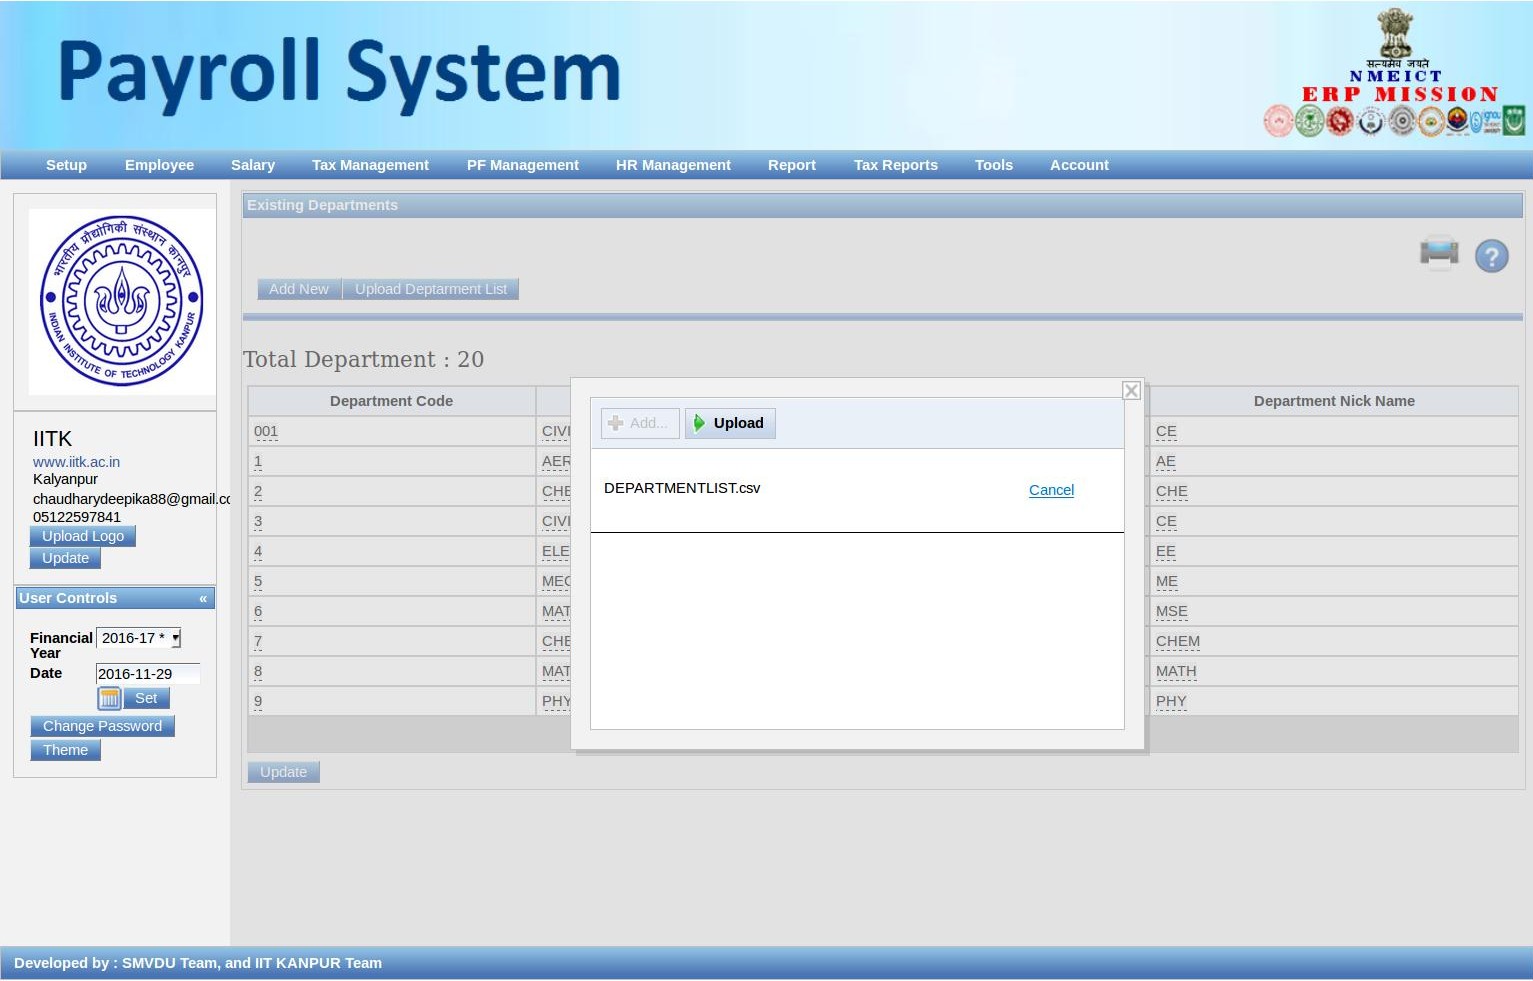 Payroll System
सत्यमेव जयते
NMEICT
ERP MISSION
Setup Employee Salary Tax Management PF Management HR Management Report Tax Reports Tools Account
भारतीय प्रौद्योगिकी संस्थान कानपुर
INDIAN INSTITUTE OF TECHNOLOGY KANPUR
IITK
www.iitk.ac.in
Kalyanpur
chaudharydeepika88@gmail.co
05122597841
Upload Logo
Update
User Controls «
Financial Year 2016-17 *
Date 2016-11-29
Set
Change Password
Theme
Existing Departments
?
Add New Upload Deptarment List
Total Department : 20
Department Code Department Nick Name
001 CIVI CE
1 AER AE
2 CHE CHE
3 CIVI CE
4 ELE EE
5 MEC ME
6 MAT MSE
7 CHE CHEM
8 MAT MATH
9 PHY PHY
Update
Add... Upload
DEPARTMENTLIST.csv Cancel
Developed by : SMVDU Team, and IIT KANPUR Team